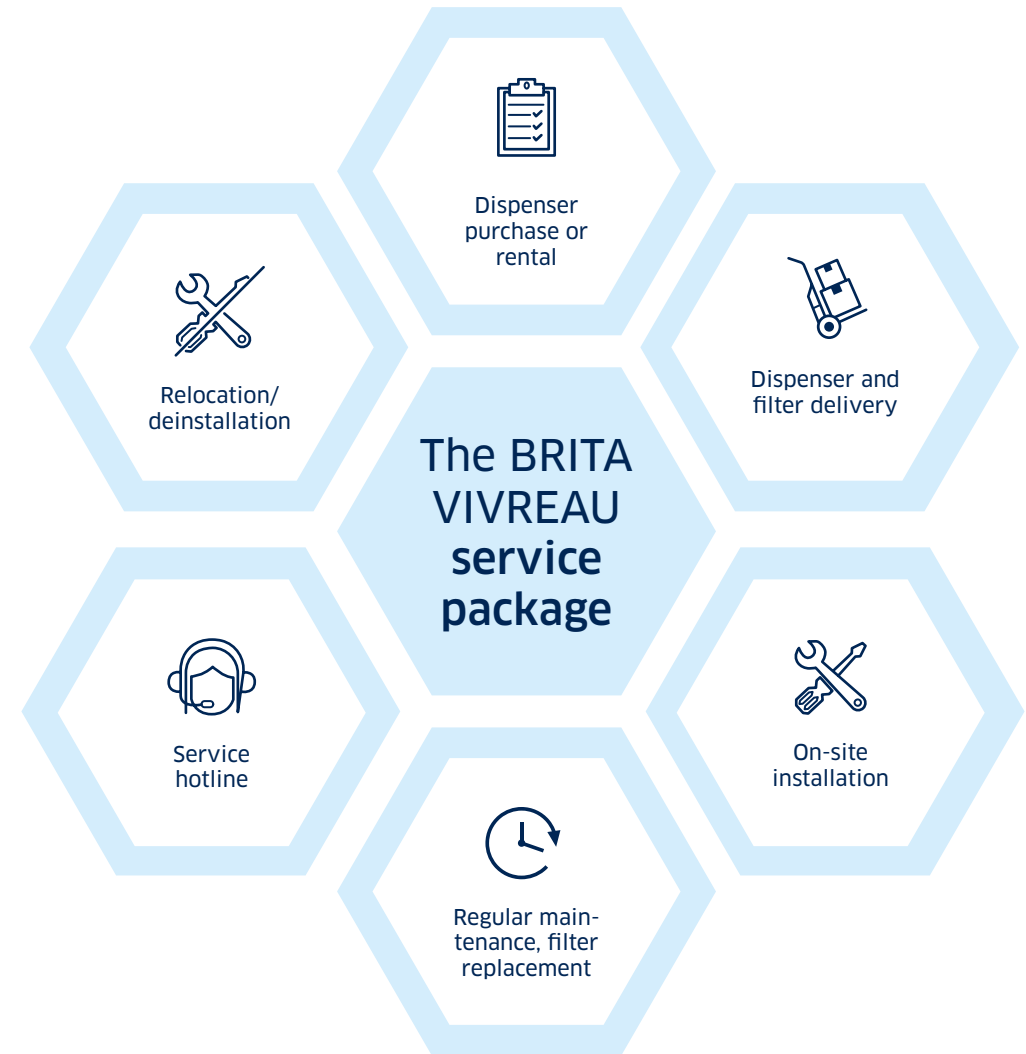 Dispenser
purchase or
rental
Dispenser and
filter delivery
Relocation/
deinstallation
The BRITA
VIVREAU
service
package
On-site
installation
Service
hotline
Regular main-
tenance, filter
replacement